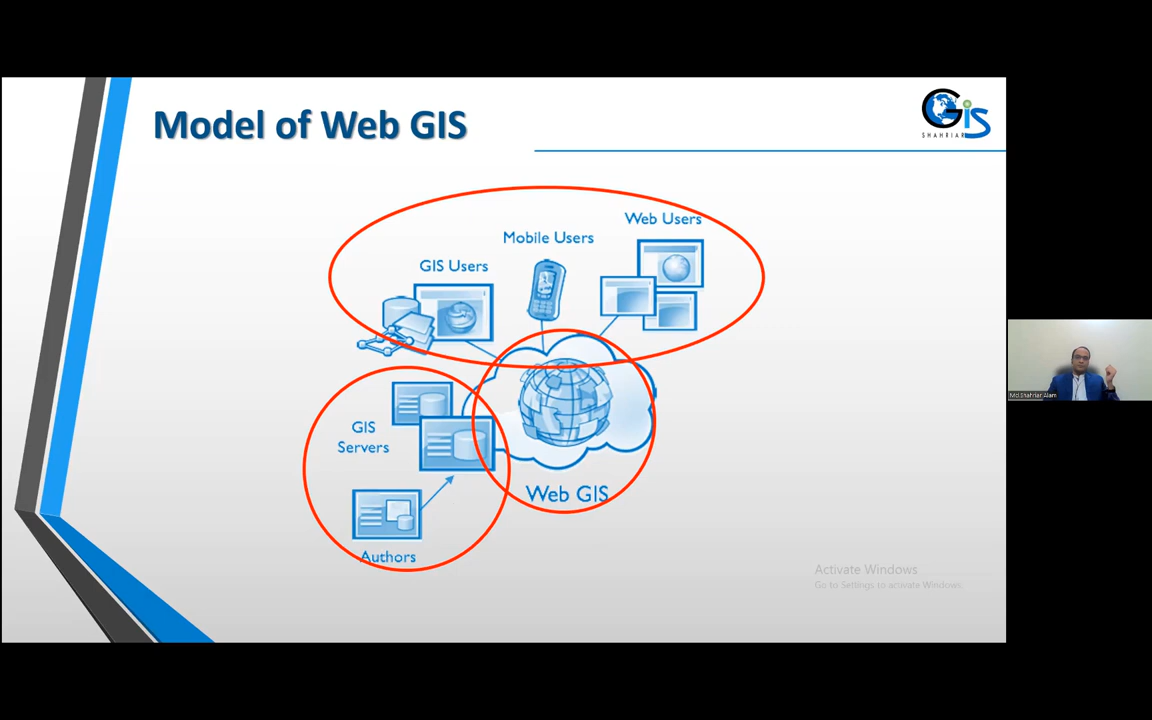 Model of Web GIS
GIS
SHAHRIAR
Web Users
Mobile Users
GIS Users
GIS
Servers
Web GIS
Authors
Activate Windows
Go to Settings to activate Windows.
Md Shahriar Alam